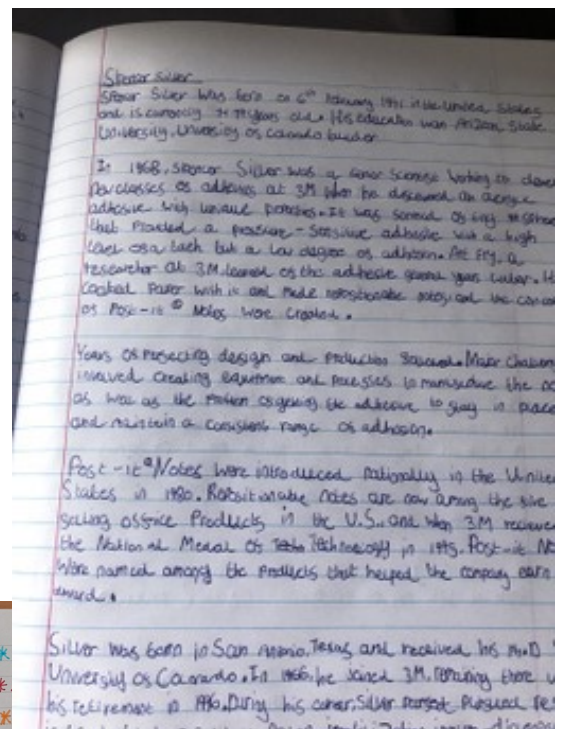 Spencer Silver
Spencer Silver was born on 6th February 1941 in the United States
and is currently 79 years old. His education was Arizona State
University, University of Colorado boulder.
In 1968, Spencer Silver was a senior Scientist working to
new classes of adhesives at 3M when he discovered an acrylic
adhesive with unique properties. It was formed of tiny
that provided a pressure-sensitive adhesive with a high
level of a tack but a low degree of adhesion. Art Fry, a
researcher at 3M learned of the adhesive several years later.
coated Paper with it and made repositionable notes, and the
of Post-it ® Notes were created.
Years of perfecting design and production followed. Major
involved creating equipment and processes to manufacture the
as well as the problem of getting the adhesive to stay in place
and maintain a consistent range of adhesion.
Post-it ® Notes were introduced nationally in the
States in 1980. Repositionable notes are now among the five
selling office Products in the U.S. and when 3M
the National Medal of Technology in 1995. Post-it
were named among the products that helped the company earn
award.
Silver was born in San Antonio, Texas and received his Ph.D
University of Colorado. In 1966, he joined 3M, remaining there
his retirement in 1996. During his career, Silver pursued